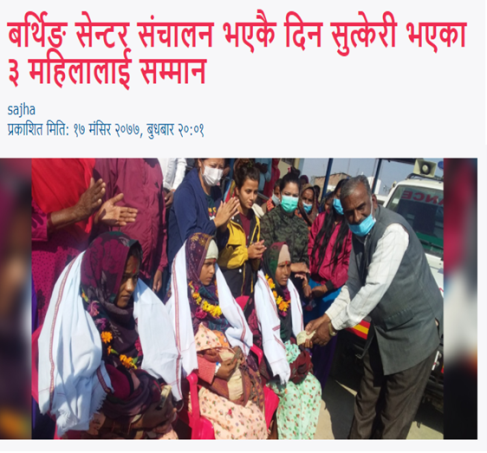 बर्थिङ सेन्टर संचालन भएकै दिन सुत्केरी भएका
३ महिलालाई सम्मान
sajha
प्रकाशित मिति: १७ मंसिर २०७७, बुधबार २०:०१